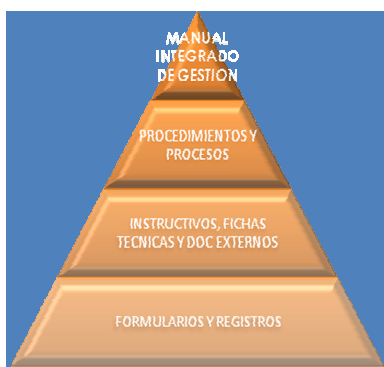 MANUAL
INTEGRADO
DE GESTION
PROCEDIMIENTOS Y
PROCESOS
INSTRUCTIVOS, FICHAS
TECNICAS Y DOC EXTERNOS
FORMULARIOS Y REGISTROS